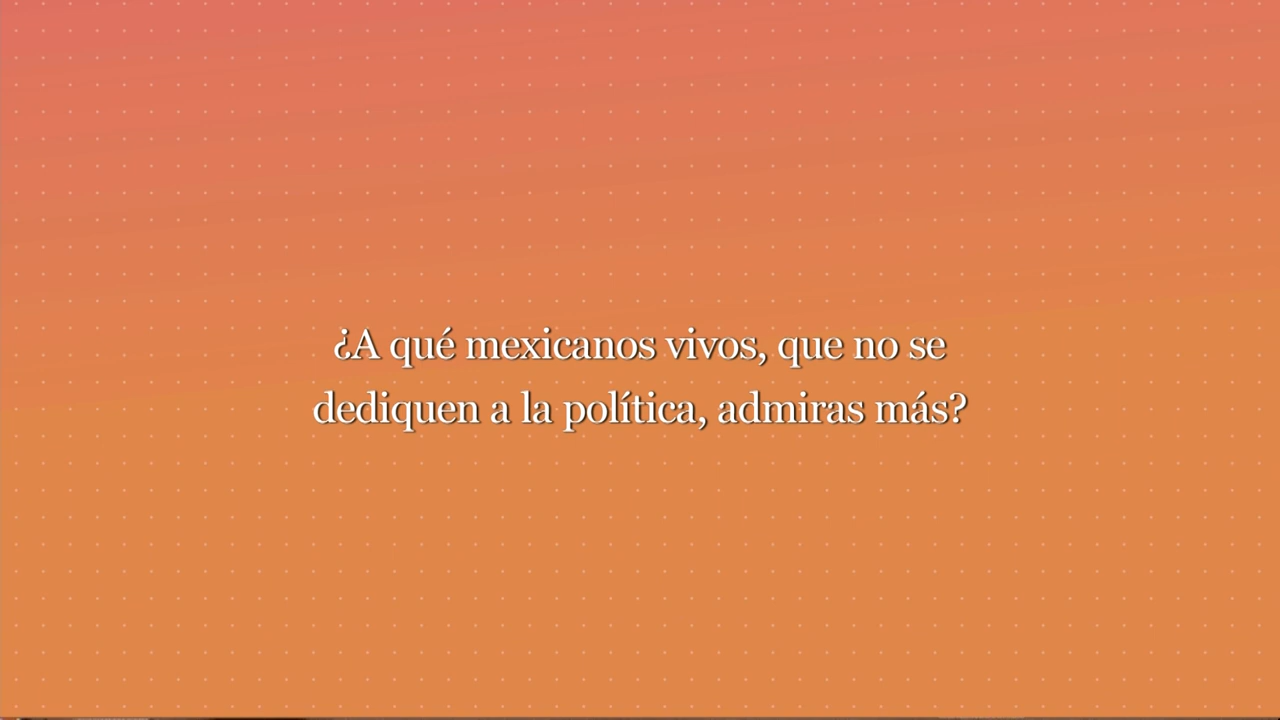 ¿A qué mexicanos vivos, que no se
dediquen a la política, admiras más?